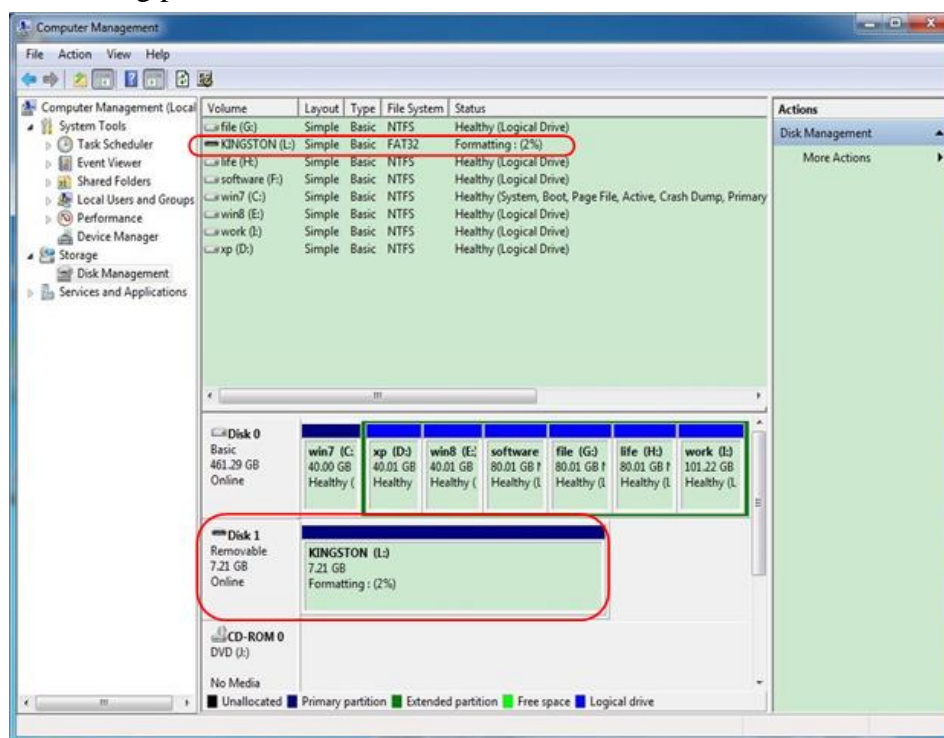 Computer Management
File Action View Help
Computer Management (Local
System Tools
Task Scheduler
Event Viewer
Shared Folders
Local Users and Groups
Performance
Device Manager
Storage
Disk Management
Services and Applications
Volume Layout Type File System Status
file (G:) Simple Basic NTFS Healthy (Logical Drive)
KINGSTON (L:) Simple Basic FAT32 Formatting : (2%)
life (H:) Simple Basic NTFS Healthy (Logical Drive)
software (F:) Simple Basic NTFS Healthy (Logical Drive)
win7 (C:) Simple Basic NTFS Healthy (System, Boot, Page File, Active, Crash Dump, Primary
win8 (E:) Simple Basic NTFS Healthy (Logical Drive)
work (I:) Simple Basic NTFS Healthy (Logical Drive)
xp (D:) Simple Basic NTFS Healthy (Logical Drive)
Actions
Disk Management
More Actions
Disk 0
Basic
461.29 GB
Online
win7 (C:
40.00 GB
Healthy (
xp (D:)
40.01 GB
Healthy
win8 (E:
40.01 GB
Healthy (
software
80.01 GB
Healthy (L
file (G:)
80.01 GB
Healthy (L
life (H:)
80.01 GB
Healthy (L
work (I:)
101.22 GB
Healthy (L
Disk 1
Removable
7.21 GB
Online
KINGSTON (L:)
7.21 GB
Formatting : (2%)
CD-ROM 0
DVD (J:)
No Media
Unallocated Primary partition Extended partition Free space Logical drive